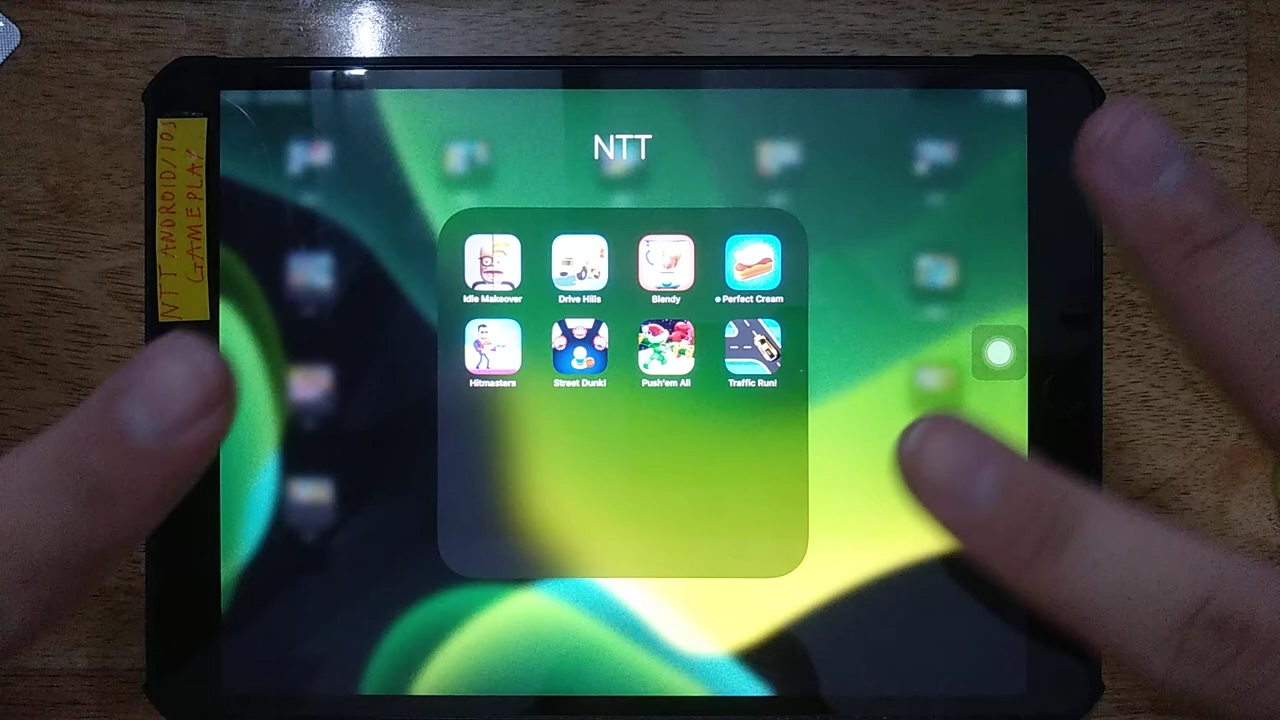 NTT ANDROID/IOS
GAMEPLAY
NTT
Idle Makeover
Drive Hills
Blendy
Perfect Cream
Hitmasters
Street Dunk!
Push'em All
Traffic Run!